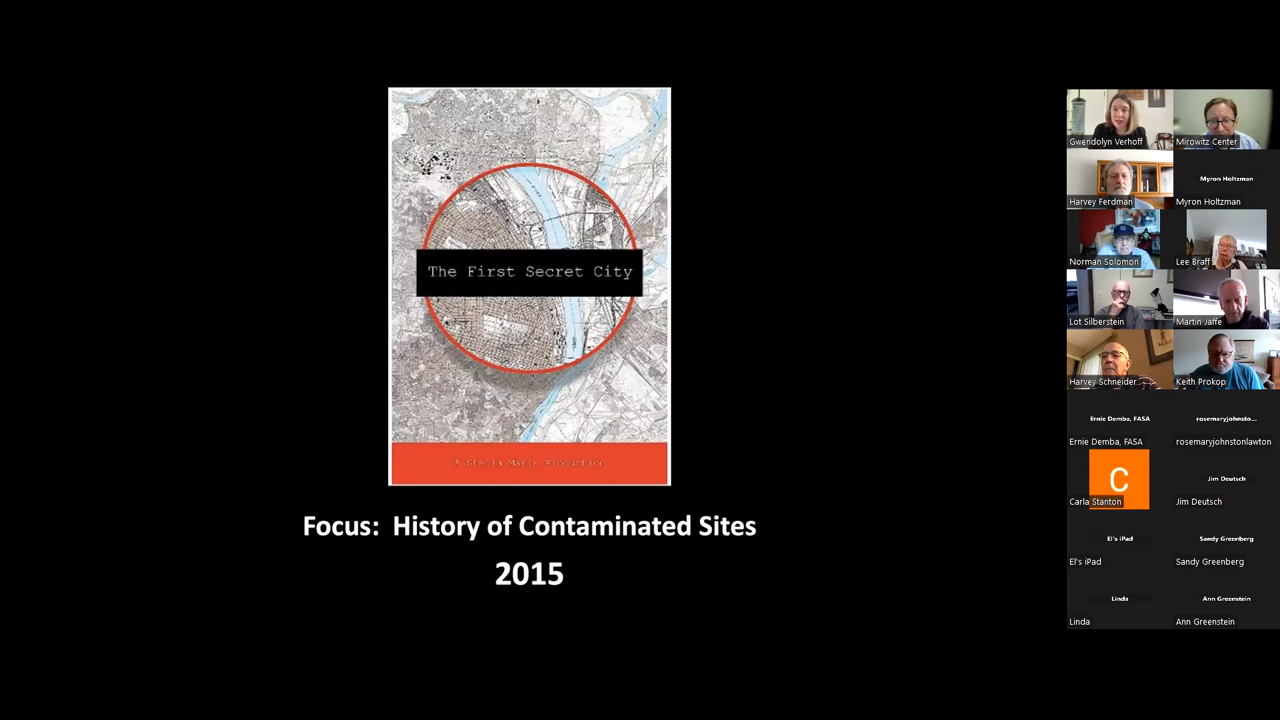 The First Secret City
A Stella Maris Production
Focus: History of Contaminated Sites
2015
Gwendolyn Verhoff
Mirowitz Center
Harvey Ferdman
Myron Holtzman
Myron Holtzman
Norman Solomon
Lee Braff
Lot Silberstein
Martin Jaffe
Harvey Schneider
Keith Prokop
Ernie Demba, FASA
rosemaryjohnsto...
Ernie Demba, FASA
rosemaryjohnstonlawton
C
Jim Deutsch
Carla Stanton
Jim Deutsch
El's iPad
Sandy Greenberg
El's iPad
Sandy Greenberg
Linda
Ann Greenstein
Linda
Ann Greenstein